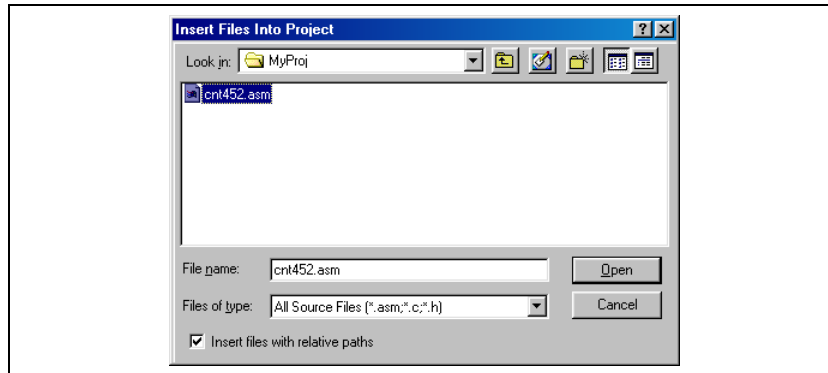 Insert Files Into Project
Look in: MyProj
cnt452.asm
File name: cnt452.asm Open
Files of type: All Source Files (*.asm;*.c;*.h) Cancel
Insert files with relative paths